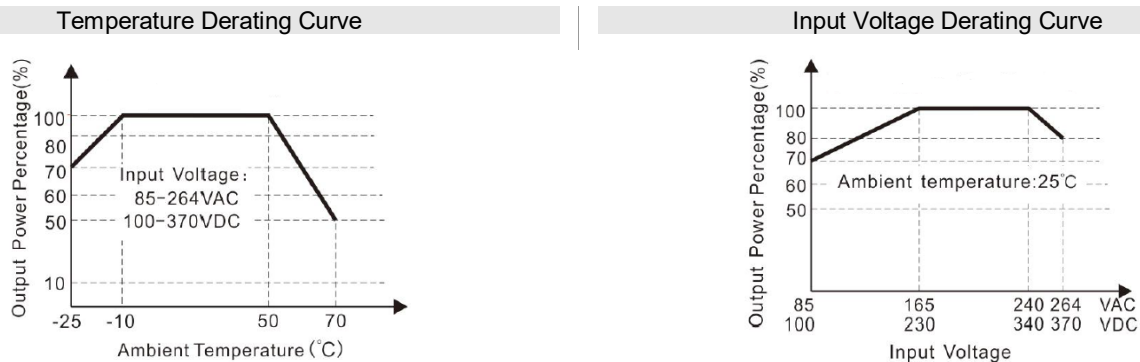 Temperature Derating Curve
Output Power Percentage(%)
100
80
70
60
50
10
Input Voltage:
85-264VAC
100-370VDC
-25 -10 50 70
Ambient Temperature(℃)
Input Voltage Derating Curve
Output Power Percentage(%)
100
80
70
60
50
Ambient temperature:25℃
85 165 240 264 VAC
100 230 340 370 VDC
Input Voltage